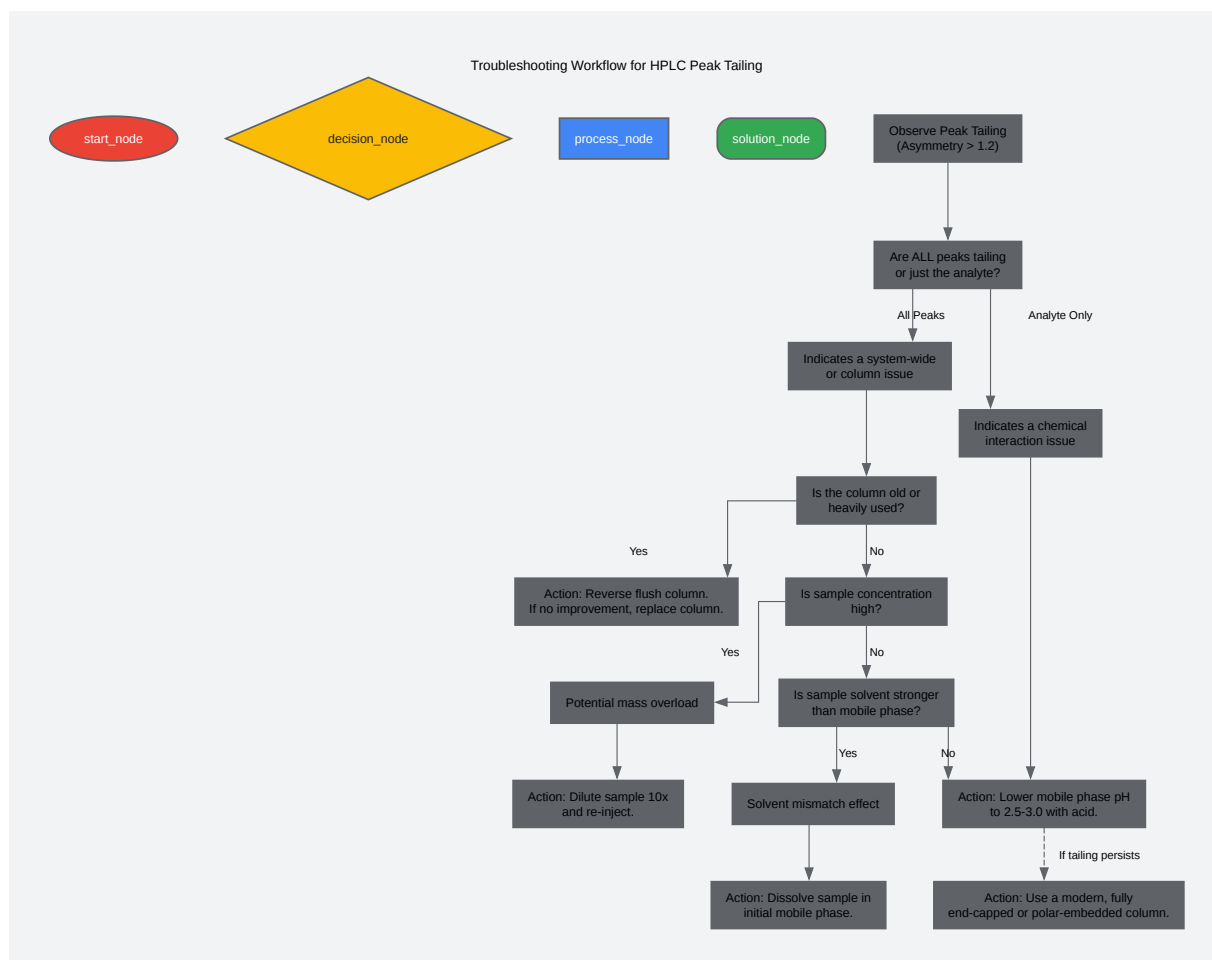 Troubleshooting Workflow for HPLC Peak Tailing
start_node
decision_node
process_node
solution_node
Observe Peak Tailing
(Asymmetry > 1.2)
Are ALL peaks tailing
or just the analyte?
All Peaks
Analyte Only
Indicates a system-wide
or column issue
Indicates a chemical
interaction issue
Is the column old or
heavily used?
Yes
No
Action: Reverse flush column.
If no improvement, replace column.
Is sample concentration
high?
Yes
No
Potential mass overload
Is sample solvent stronger
than mobile phase?
Yes
No
Action: Dilute sample 10x
and re-inject.
Solvent mismatch effect
Action: Lower mobile phase pH
to 2.5-3.0 with acid.
If tailing persists
Action: Dissolve sample in
initial mobile phase.
Action: Use a modern, fully
end-capped or polar-embedded column.